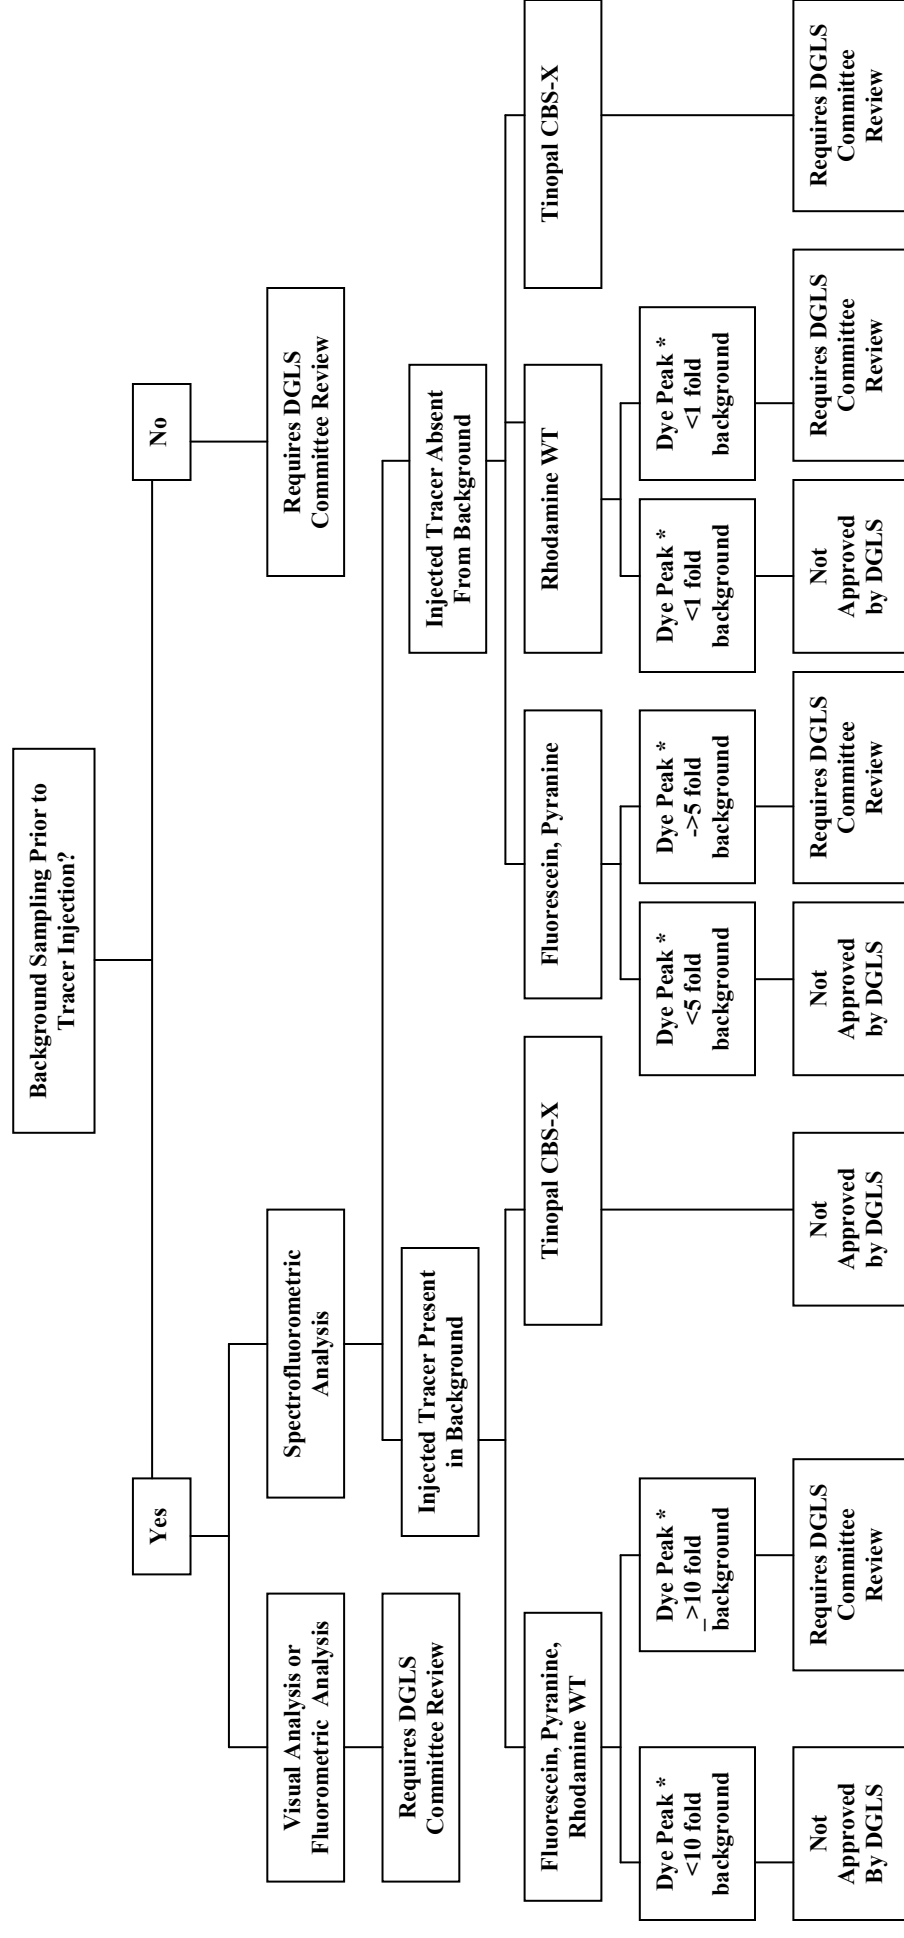 Background Sampling Prior to
Tracer Injection?
Yes
No
Visual Analysis or
Fluorometric Analysis
Spectrofluorometric
Analysis
Requires DGLS
Committee Review
Requires DGLS
Committee Review
Injected Tracer Present
in Background
Injected Tracer Absent
From Background
Fluorescein, Pyranine,
Rhodamine WT
Tinopal CBS-X
Fluorescein, Pyranine
Rhodamine WT
Tinopal CBS-X
Dye Peak *
<10 fold
background
Dye Peak *
_>10 fold
background
Dye Peak *
<5 fold
background
Dye Peak *
->5 fold
background
Dye Peak *
<1 fold
background
Dye Peak *
<1 fold
background
Not
Approved
By DGLS
Requires DGLS
Committee
Review
Not
Approved
by DGLS
Not
Approved
by DGLS
Requires DGLS
Committee
Review
Not
Approved
by DGLS
Requires DGLS
Committee
Review
Requires DGLS
Committee
Review